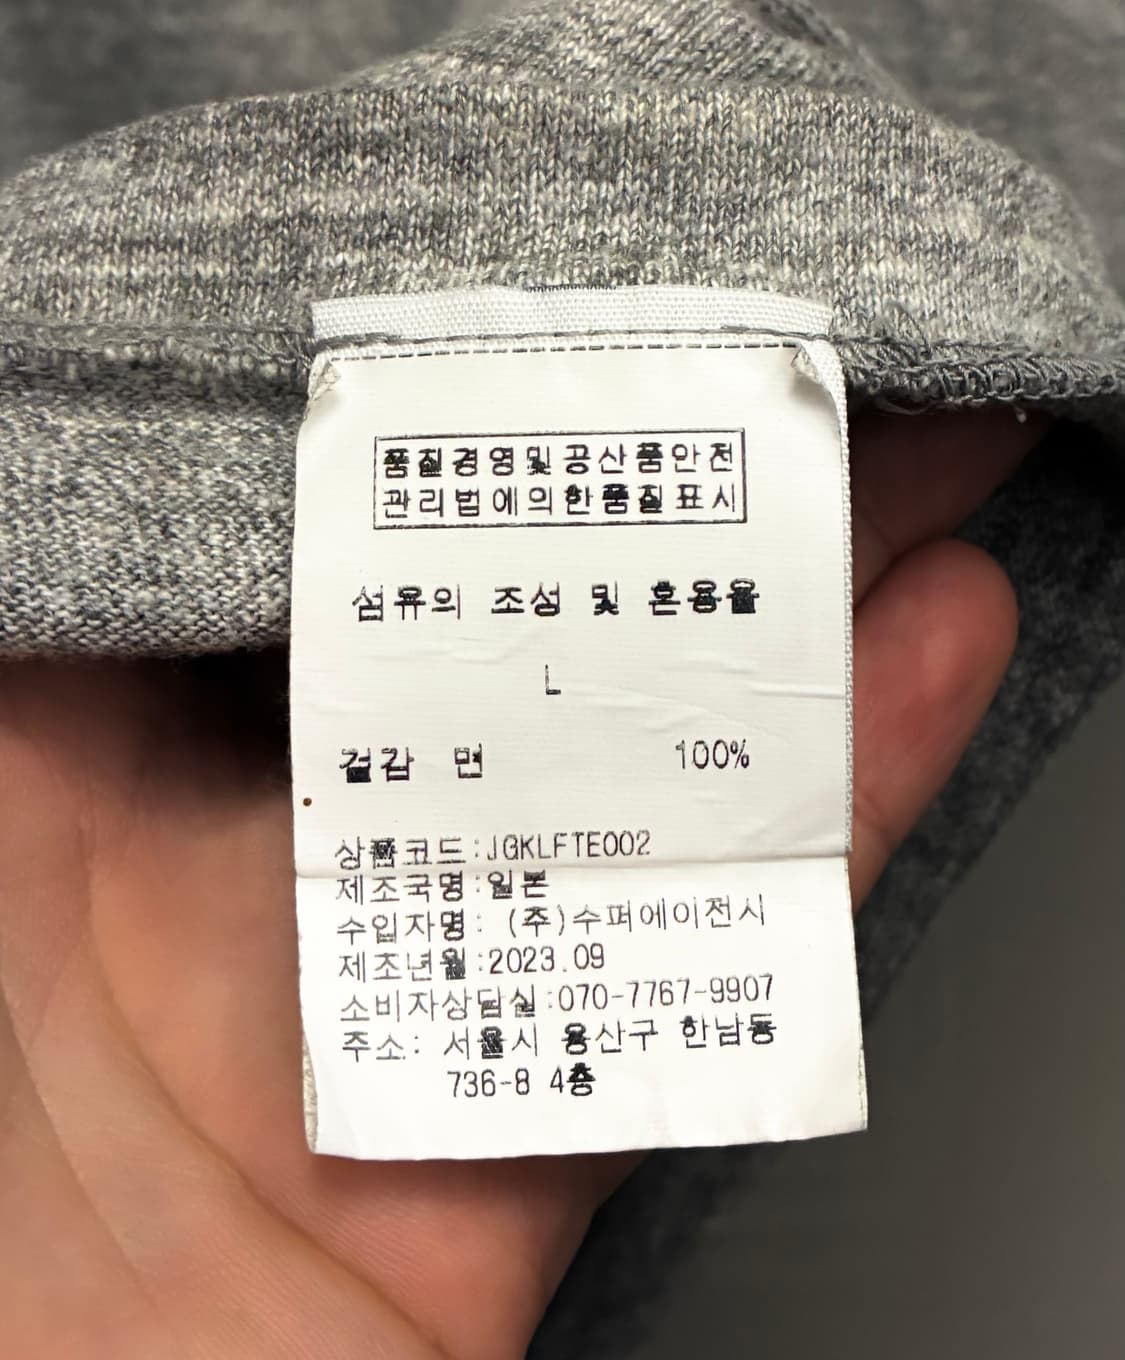 품질경영및공산품안전
관리법에의한품질표시
섬유의 조성 및 혼용율
L
겉감 면 100%
상품코드:JGKLFTE002
제조국명:일본
수입자명: (주)수퍼에이전시
제조년월:2023.09
소비자상담실:070-7767-9907
주소: 서울시 용산구 한남동
736-8 4층